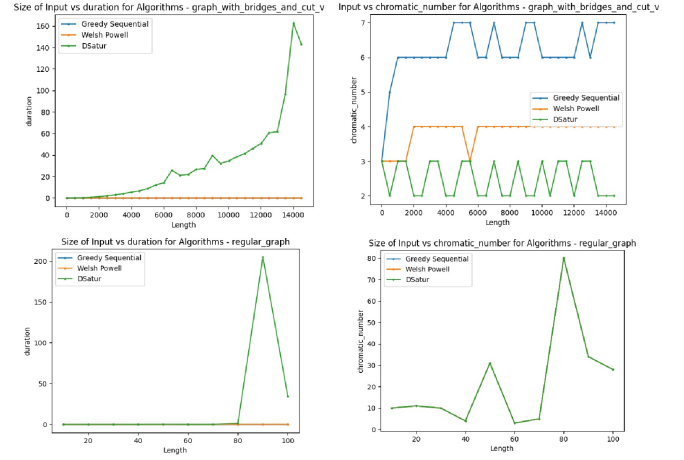 Size of Input vs duration for Algorithms - graph_with_bridges_and_cut_v
Greedy Sequential
Welsh Powell
DSatur
duration
160
140
120
100
80
60
40
20
0
0 2000 4000 6000 8000 10000 12000 14000
Length
Input vs chromatic_number for Algorithms - graph_with_bridges_and_cut_v
Greedy Sequential
Welsh Powell
DSatur
chromatic_number
7
6
5
4
3
2
0 2000 4000 6000 8000 10000 12000 14000
Length
Size of Input vs duration for Algorithms - regular_graph
Greedy Sequential
Welsh Powell
DSatur
duration
200
150
100
50
0
20 40 60 80 100
Length
Size of Input vs chromatic_number for Algorithms - regular_graph
Greedy Sequential
Welsh Powell
DSatur
chromatic_number
80
70
60
50
40
30
20
10
0
20 40 60 80 100
Length